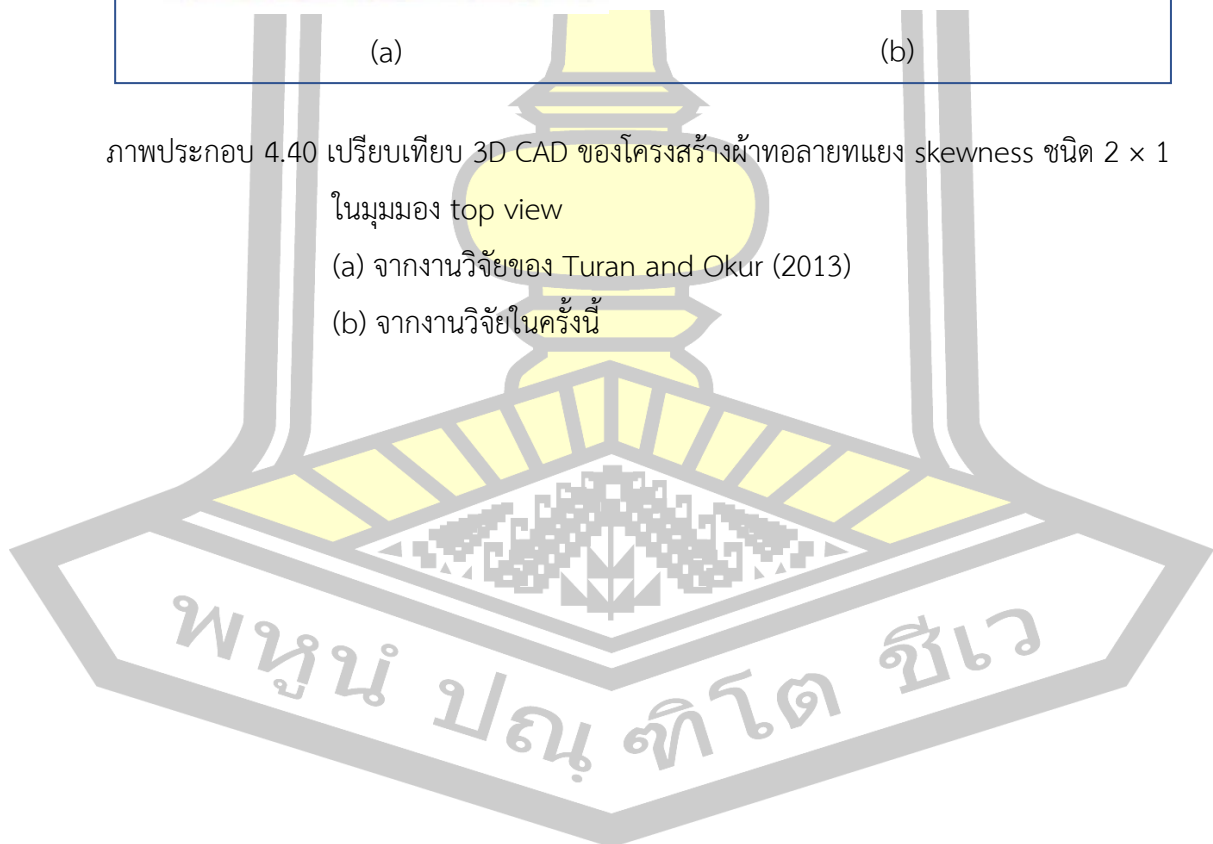 (a) (b)
ภาพประกอบ 4.40 เปรียบเทียบ 3D CAD ของโครงสร้างผ้าทอลายทแยง skewness ชนิด 2 × 1
ในมุมมอง top view
(a) จากงานวิจัยของ Turan and Okur (2013)
(b) จากงานวิจัยในครั้งนี้
พหูนํ ปณฺฑิโต ชีเว